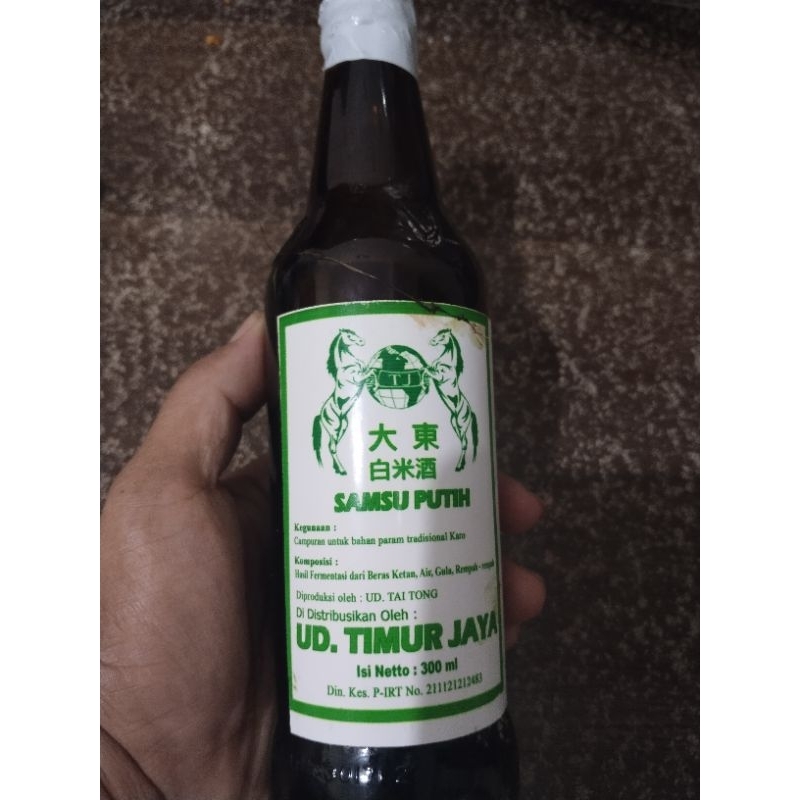 TJ
大東
白米酒
SAMSU PUTIH
Kegunaan :
Campuran untuk bahan param tradisional Karo
Komposisi :
Hasil Fermentasi dari Beras Ketan, Air, Gula, Rempah - rempah
Diproduksi oleh : UD. TAI TONG
Di Distribusikan Oleh :
UD. TIMUR JAYA
Isi Netto : 300 ml
Din. Kes. P-IRT No. 211121212483